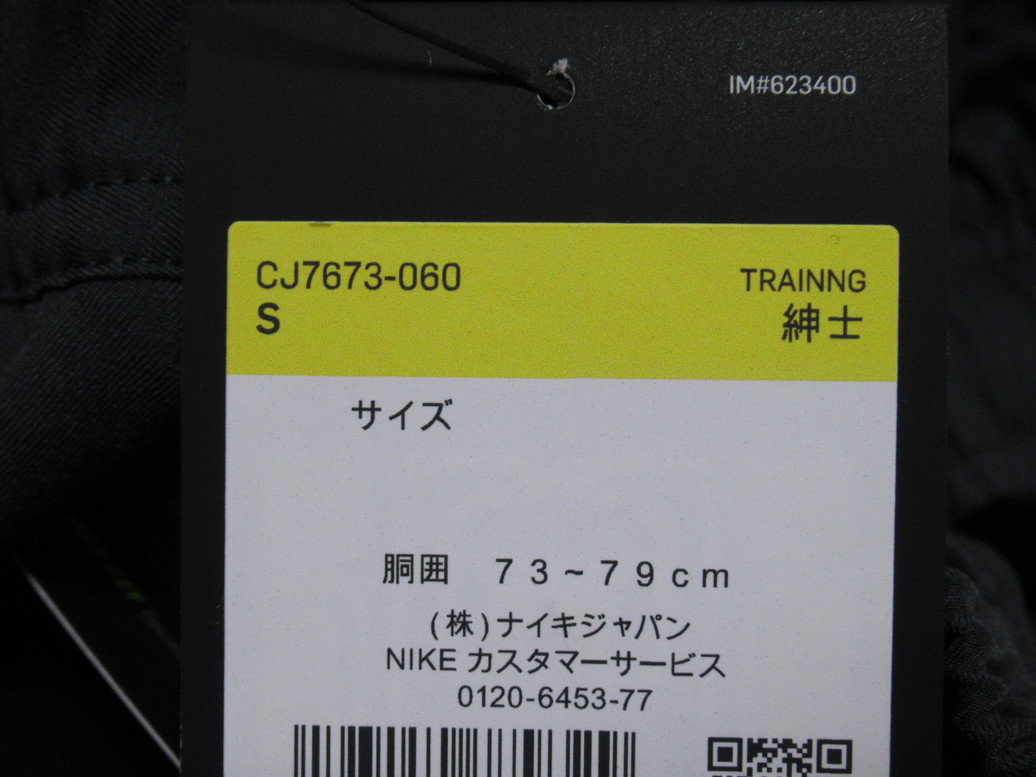 IM#623400
CJ7673-060
TRAINNG
S
紳士
サイズ
胴囲　７３～７９ｃｍ
(株)ナイキジャパン
NIKE カスタマーサービス
0120-6453-77